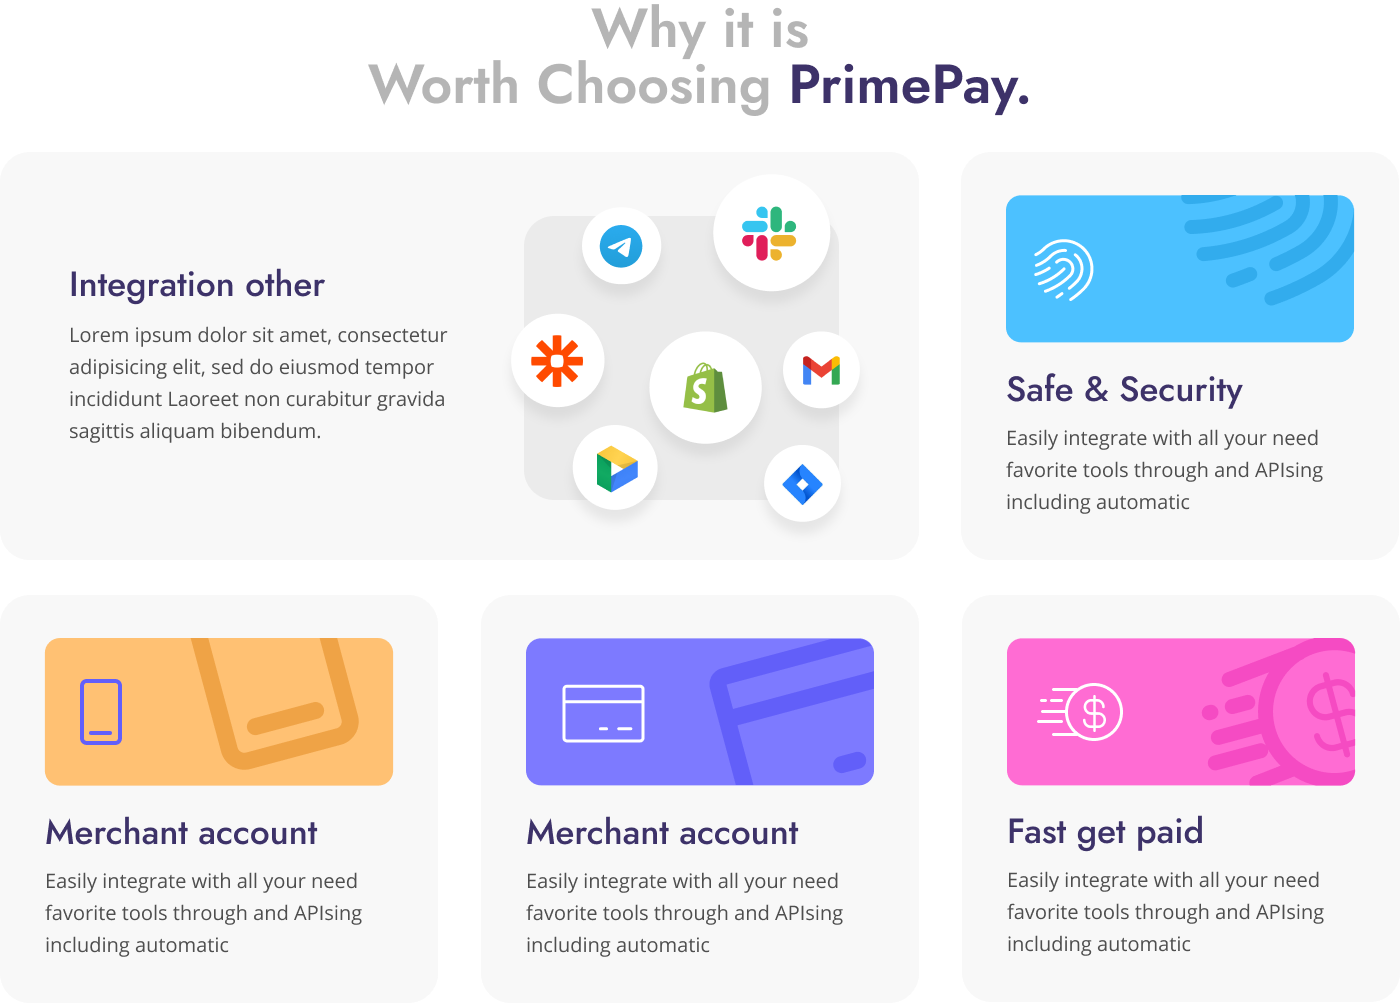 Why it is
Worth Choosing PrimePay.
Integration other
Lorem ipsum dolor sit amet, consectetur
adipisicing elit, sed do eiusmod tempor
incididunt Laoreet non curabitur gravida
sagittis aliquam bibendum.
Safe & Security
Easily integrate with all your need
favorite tools through and APIsing
including automatic
Merchant account
Easily integrate with all your need
favorite tools through and APIsing
including automatic
Merchant account
Easily integrate with all your need
favorite tools through and APIsing
including automatic
Fast get paid
Easily integrate with all your need
favorite tools through and APIsing
including automatic